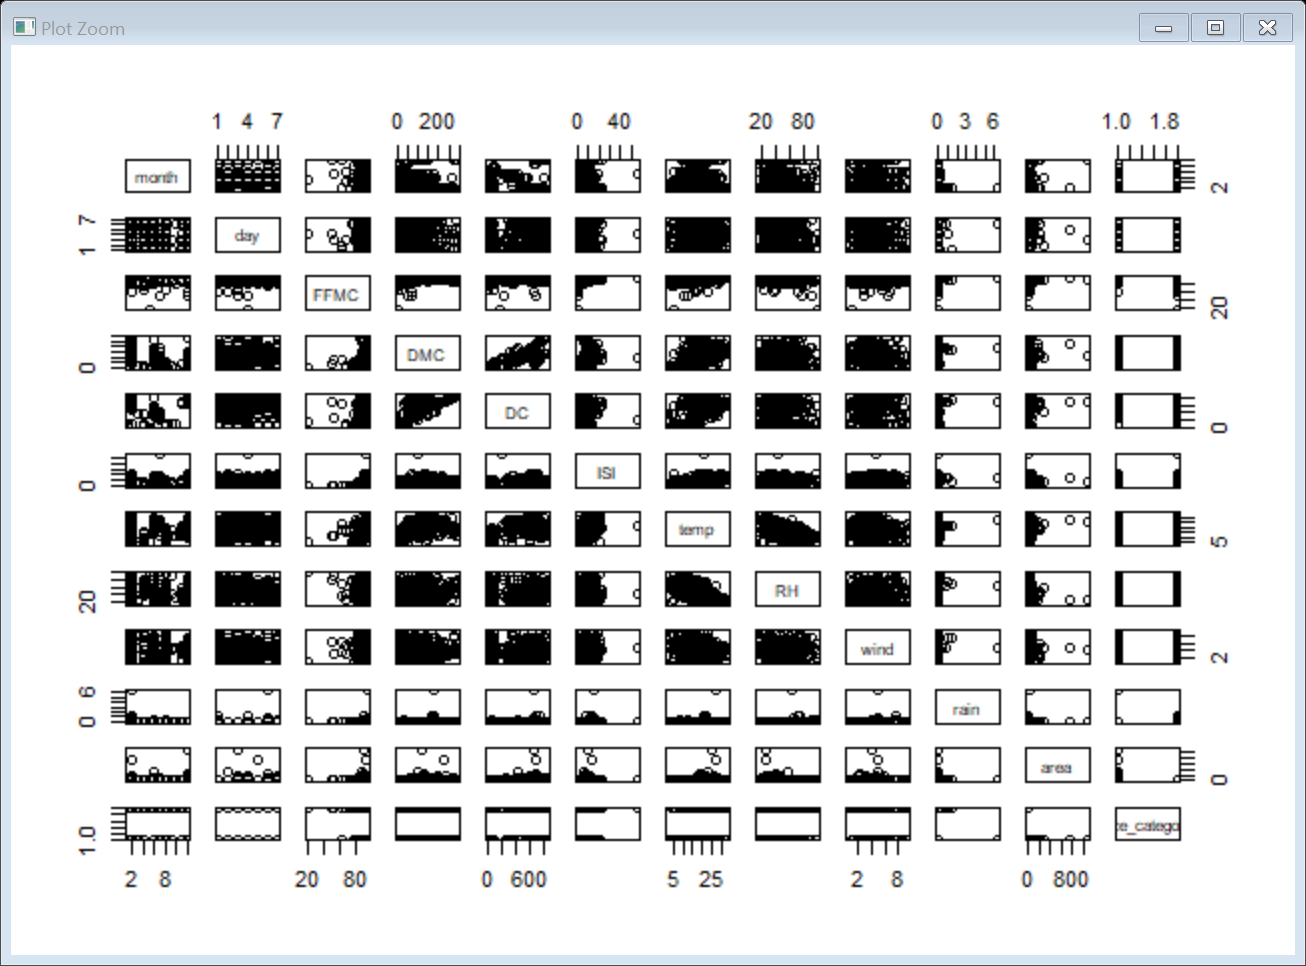 Plot Zoom
1 4 7 0 200 0 40 20 80 0 3 6 1.0 1.8
month 2
7
1 day
FFMC 20
0 DMC
DC 0
0 ISI
temp 5
20 RH
wind 2
6
0 rain
area 0
1.0 ze_catego
2 8 20 80 0 600 5 25 2 8 0 800